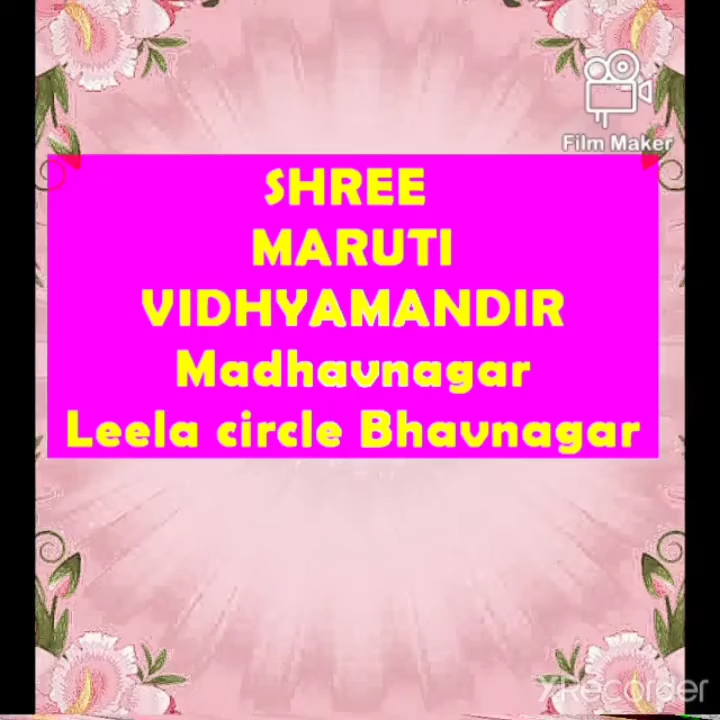 Film Maker
SHREE
MARUTI
VIDHYAMANDIR
Madhavnagar
Leela circle Bhavnagar
XRecorder